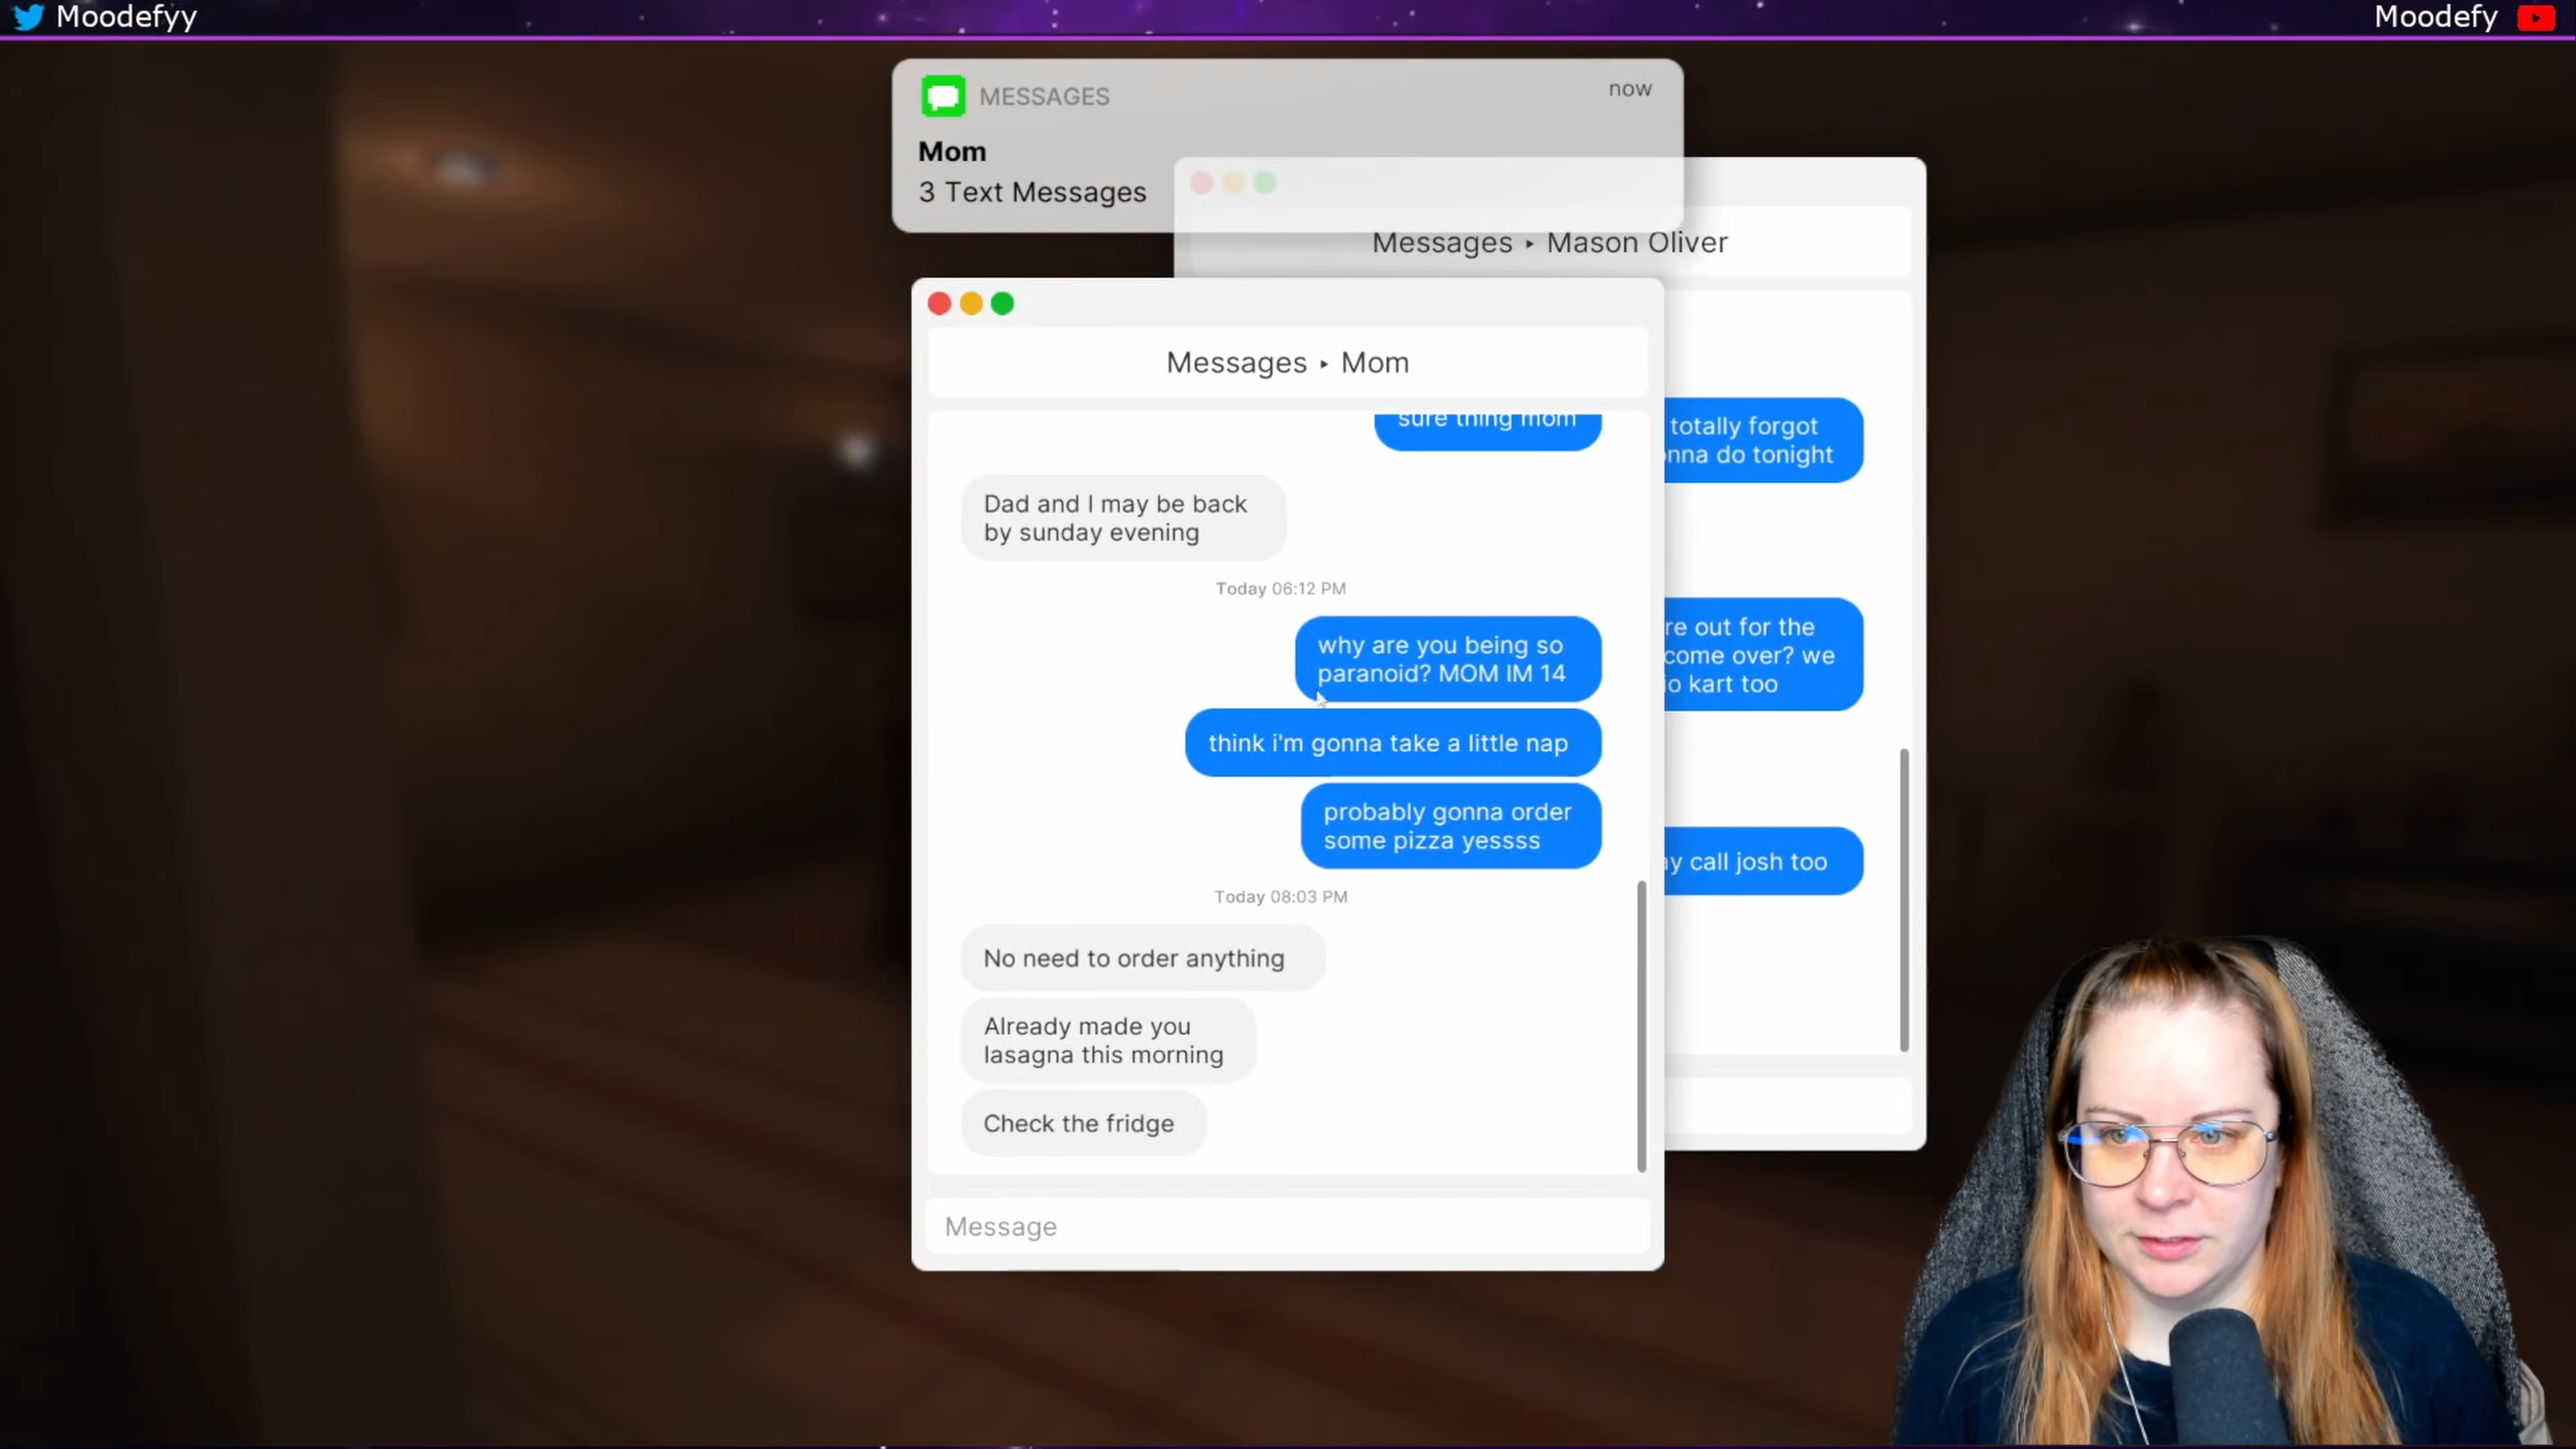 Moodefyy
Moodefy
MESSAGES
now
Mom
3 Text Messages
Messages ▸ Mason Oliver
totally forgot
nna do tonight
re out for the
come over? we
o kart too
y call josh too
Messages ▸ Mom
sure thing mom
Dad and I may be back
by sunday evening
Today 06:12 PM
why are you being so
paranoid? MOM IM 14
think i'm gonna take a little nap
probably gonna order
some pizza yessss
Today 08:03 PM
No need to order anything
Already made you
lasagna this morning
Check the fridge
Message